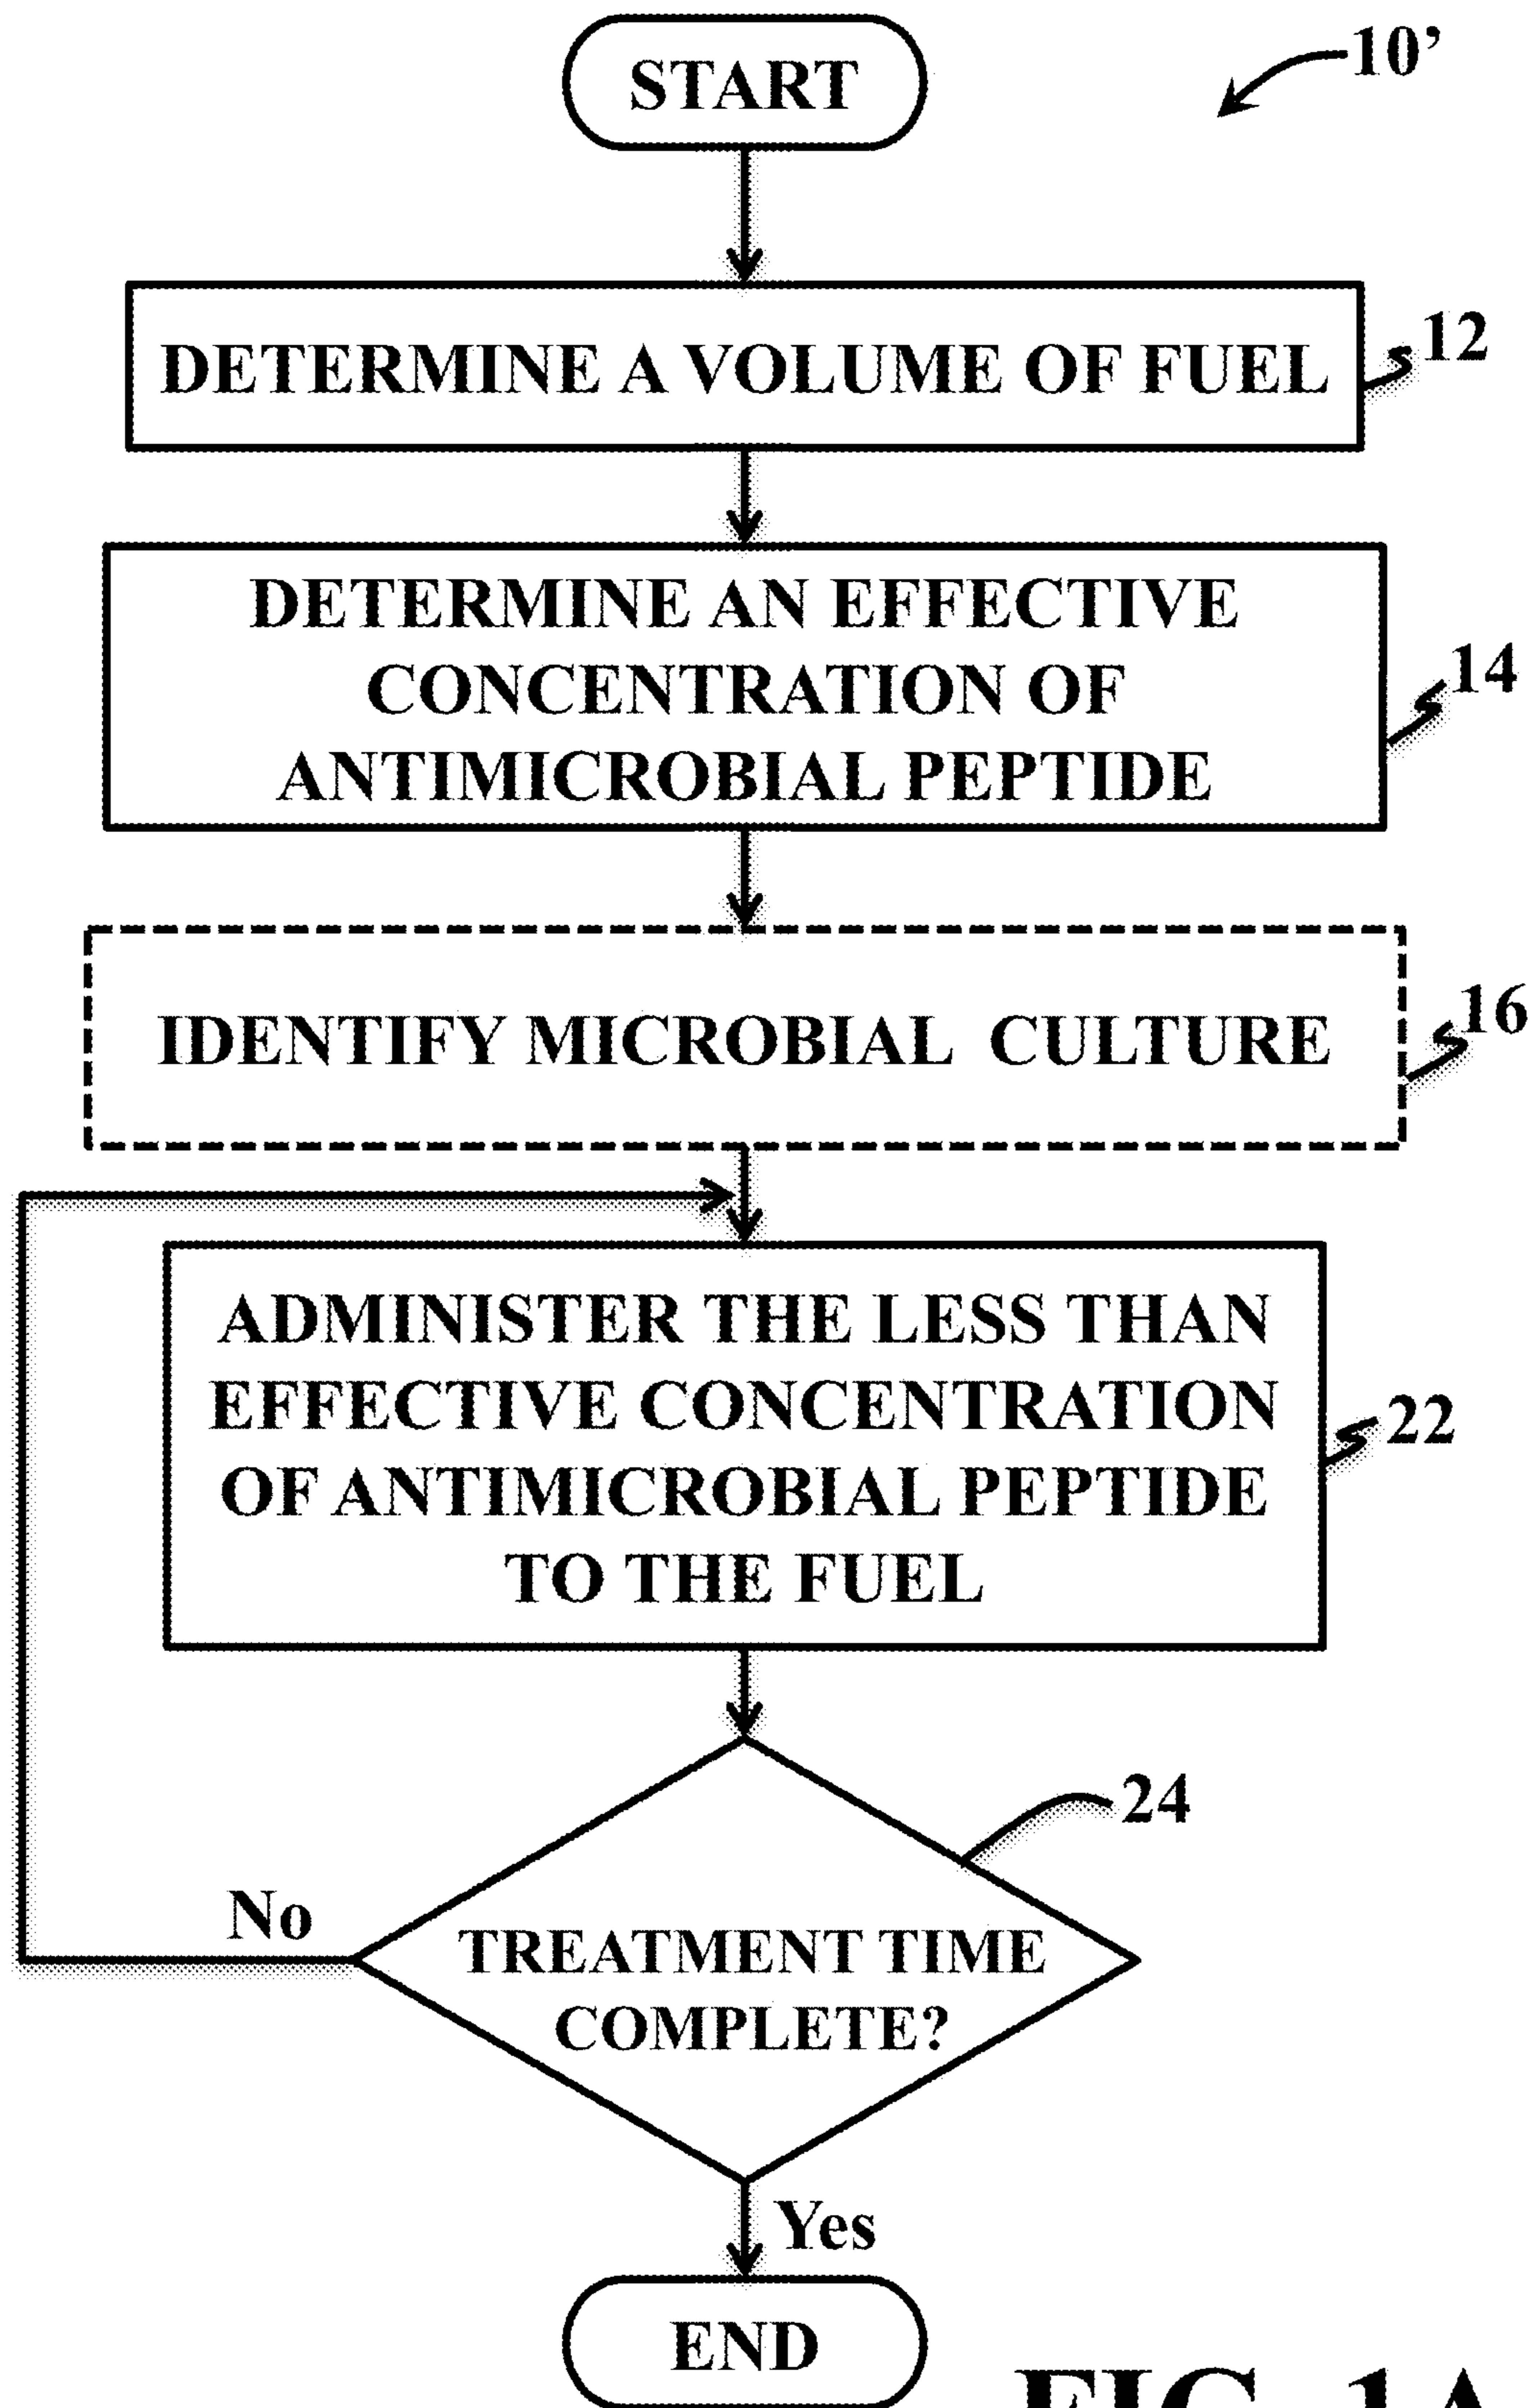 START
10’
DETERMINE A VOLUME OF FUEL
12
DETERMINE AN EFFECTIVE
CONCENTRATION OF
ANTIMICROBIAL PEPTIDE
14
IDENTIFY MICROBIAL CULTURE
16
ADMINISTER THE LESS THAN
EFFECTIVE CONCENTRATION
OF ANTIMICROBIAL PEPTIDE
TO THE FUEL
22
24
No
TREATMENT TIME
COMPLETE?
Yes
END
FIG. 1A